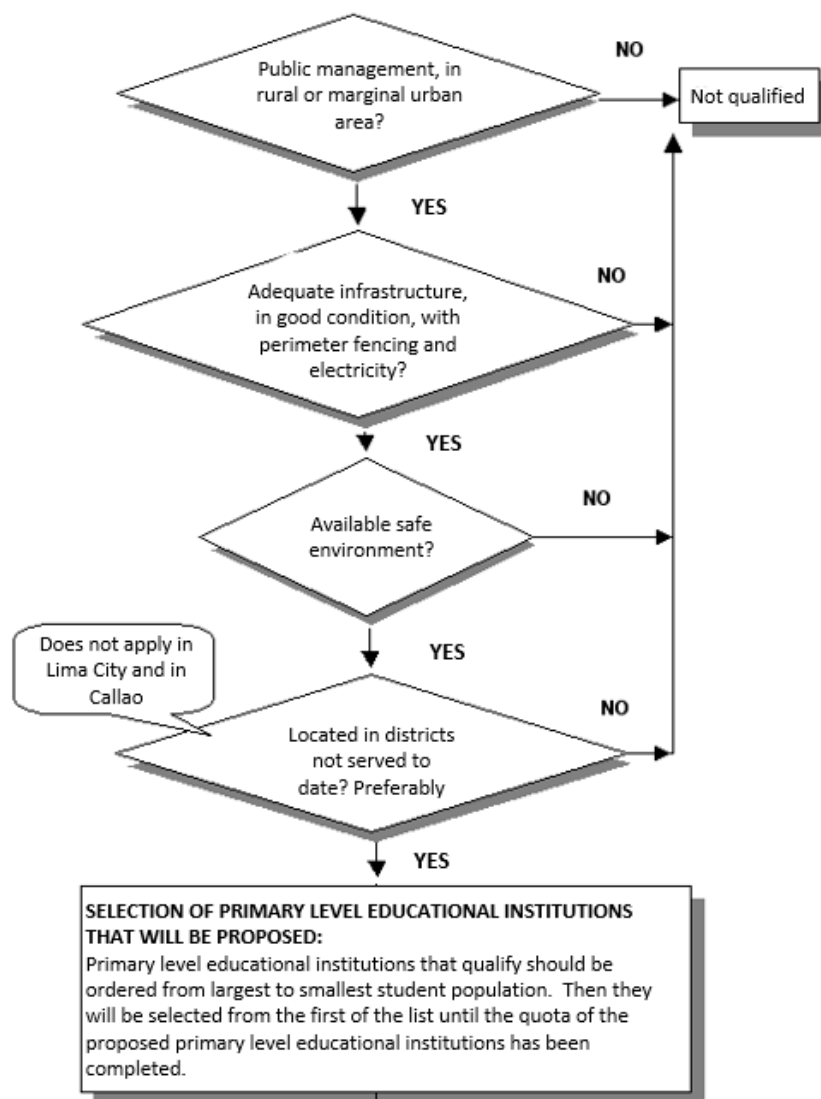 Public management, in
rural or marginal urban
area?
NO
Not qualified
YES
Adequate infrastructure,
in good condition, with
perimeter fencing and
electricity?
NO
YES
Available safe
environment?
NO
YES
Does not apply in
Lima City and in
Callao
Located in districts
not served to
date? Preferably
NO
YES
SELECTION OF PRIMARY LEVEL EDUCATIONAL INSTITUTIONS
THAT WILL BE PROPOSED:
Primary level educational institutions that qualify should be
ordered from largest to smallest student population. Then they
will be selected from the first of the list until the quota of the
proposed primary level educational institutions has been
completed.